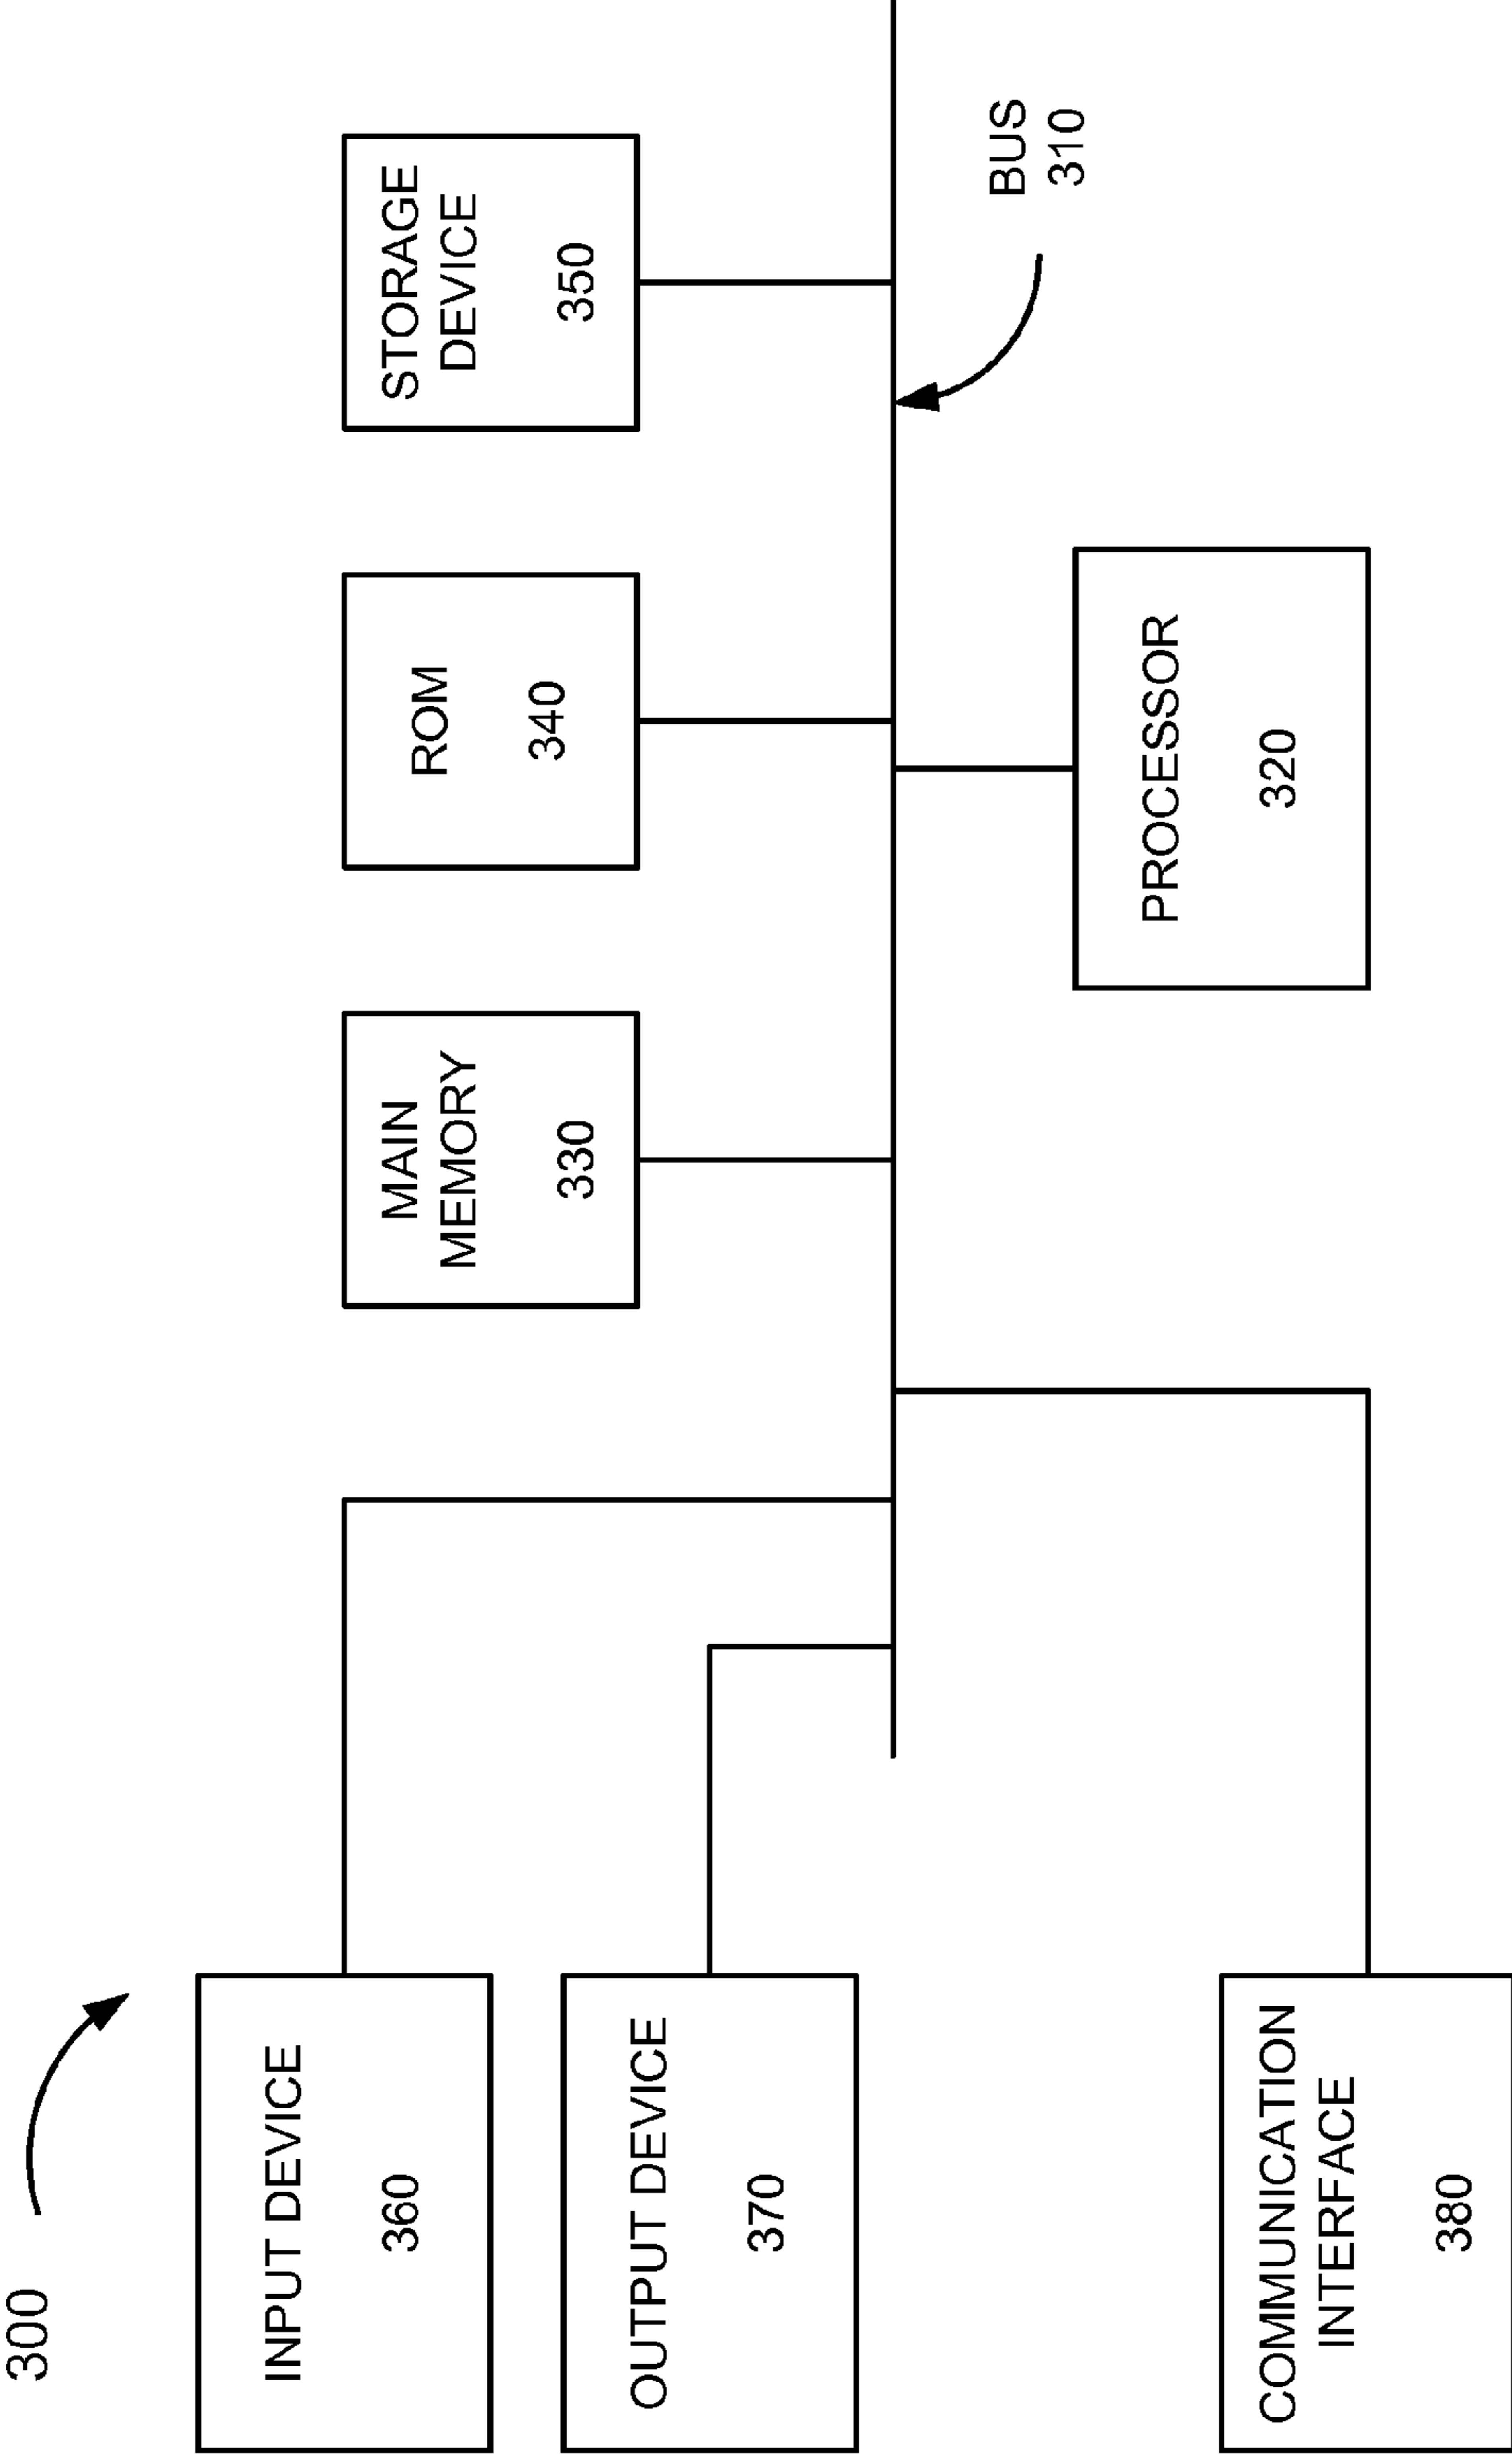 300
INPUT DEVICE
360
OUTPUT DEVICE
370
COMMUNICATION
INTERFACE
380
MAIN
MEMORY
330
ROM
340
STORAGE
DEVICE
350
PROCESSOR
320
BUS
310